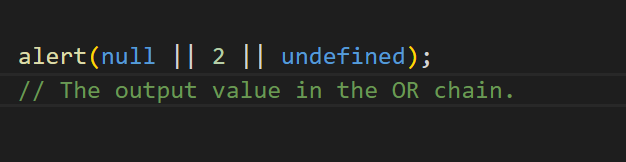 alert(null || 2 || undefined);
// The output value in the OR chain.